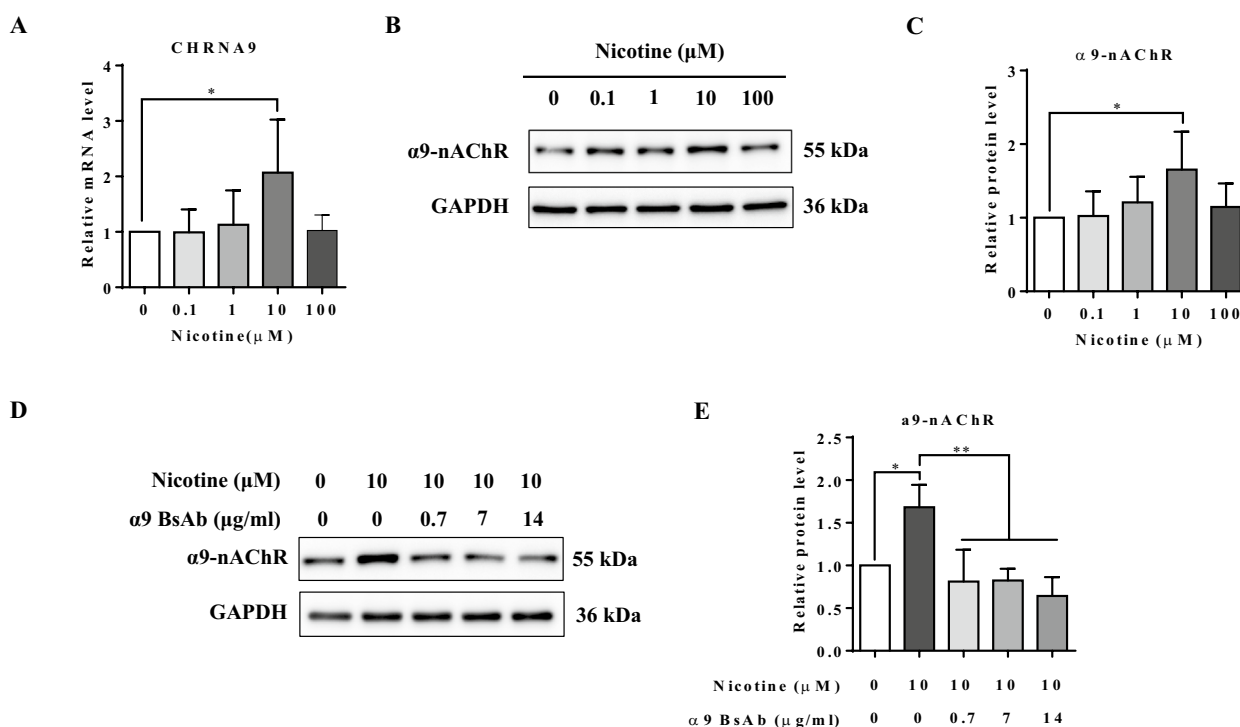 A
CHRNA9
Relative mRNA level
4
3
2
1
0
*
0 0.1 1 10 100
Nicotine(μM)
B
Nicotine (μM)
0 0.1 1 10 100
α9-nAChR 55 kDa
GAPDH 36 kDa
C
α 9-nAChR
Relative protein level
3
2
1
0
*
0 0.1 1 10 100
Nicotine (μM)
D
Nicotine (μM) 0 10 10 10 10
α9 BsAb (μg/ml) 0 0 0.7 7 14
α9-nAChR 55 kDa
GAPDH 36 kDa
E
a9-nAChR
Relative protein level
2.5
2.0
1.5
1.0
0.5
0.0
* **
Nicotine (μM) 0 10 10 10 10
α 9 BsAb (μg/ml) 0 0 0.7 7 14